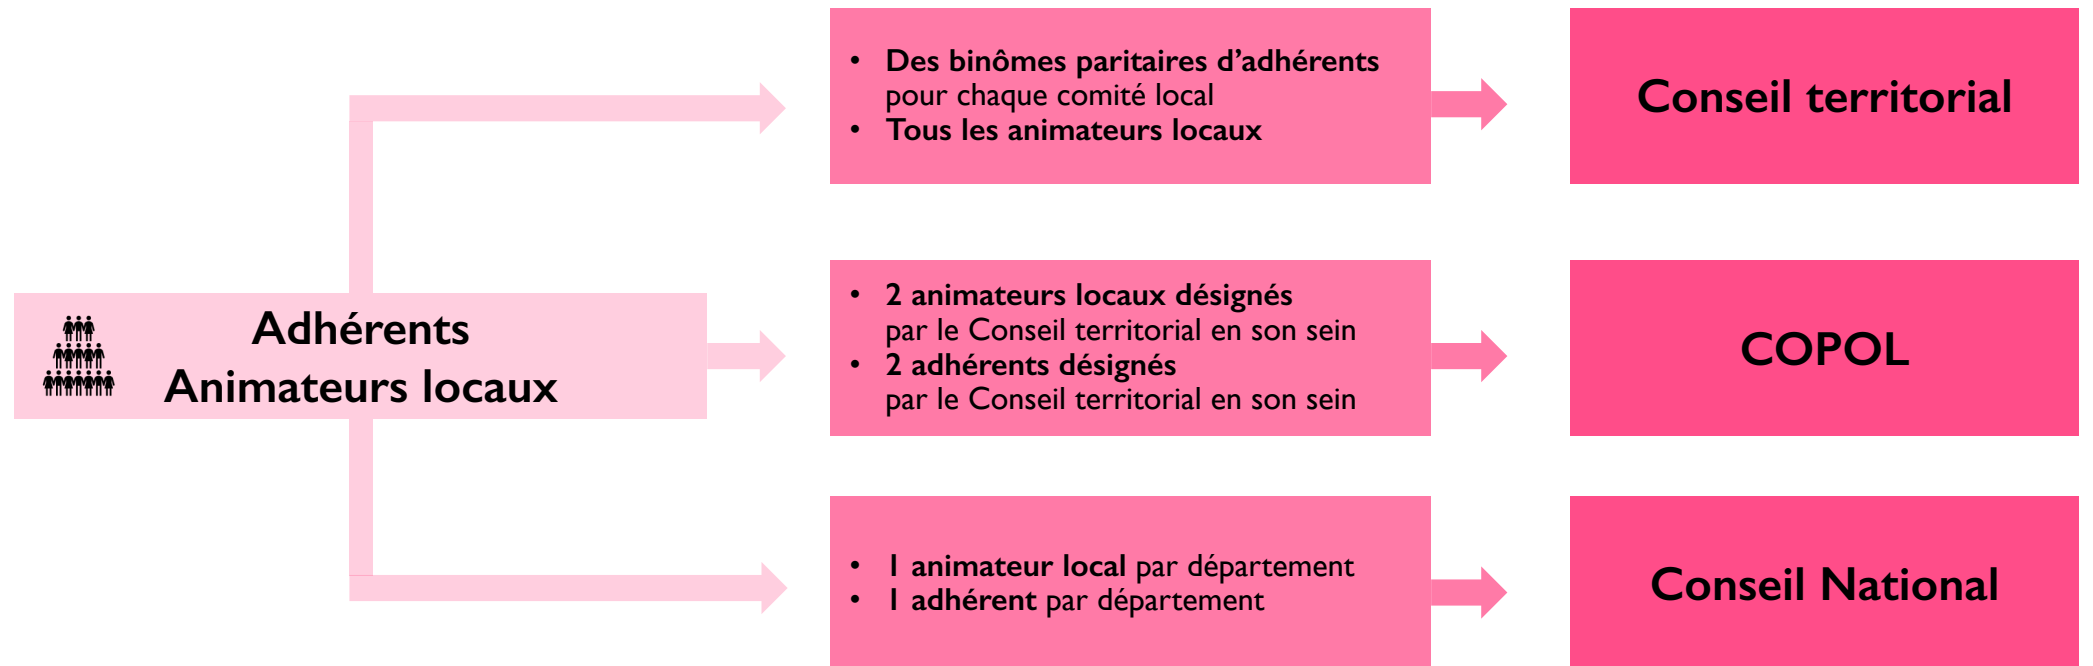 Adhérents
Animateurs locaux
• Des binômes paritaires d’adhérents
pour chaque comité local
• Tous les animateurs locaux
Conseil territorial
• 2 animateurs locaux désignés
par le Conseil territorial en son sein
• 2 adhérents désignés
par le Conseil territorial en son sein
COPOL
• 1 animateur local par département
• 1 adhérent par département
Conseil National